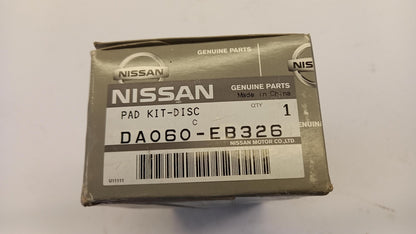 GENUINE PARTS
NISSAN
NISSAN
GENUINE PARTS
Made in China
PAD KIT-DISC
QTY
1
C
DA060-EB326
NISSAN MOTOR CO.,LTD